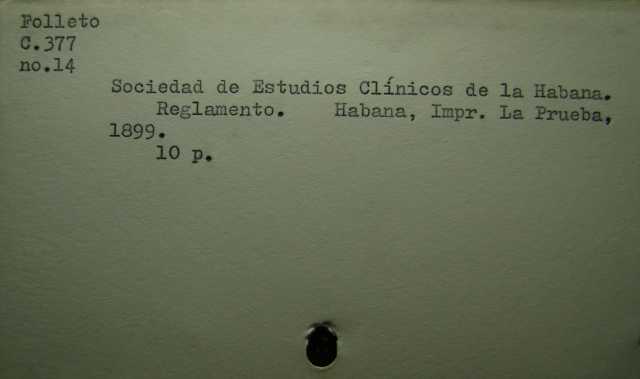 Folleto
C.377
no.14
Sociedad de Estudios Clínicos de la Habana.
Reglamento. Habana, Impr. La Prueba,
1899.
10 p.